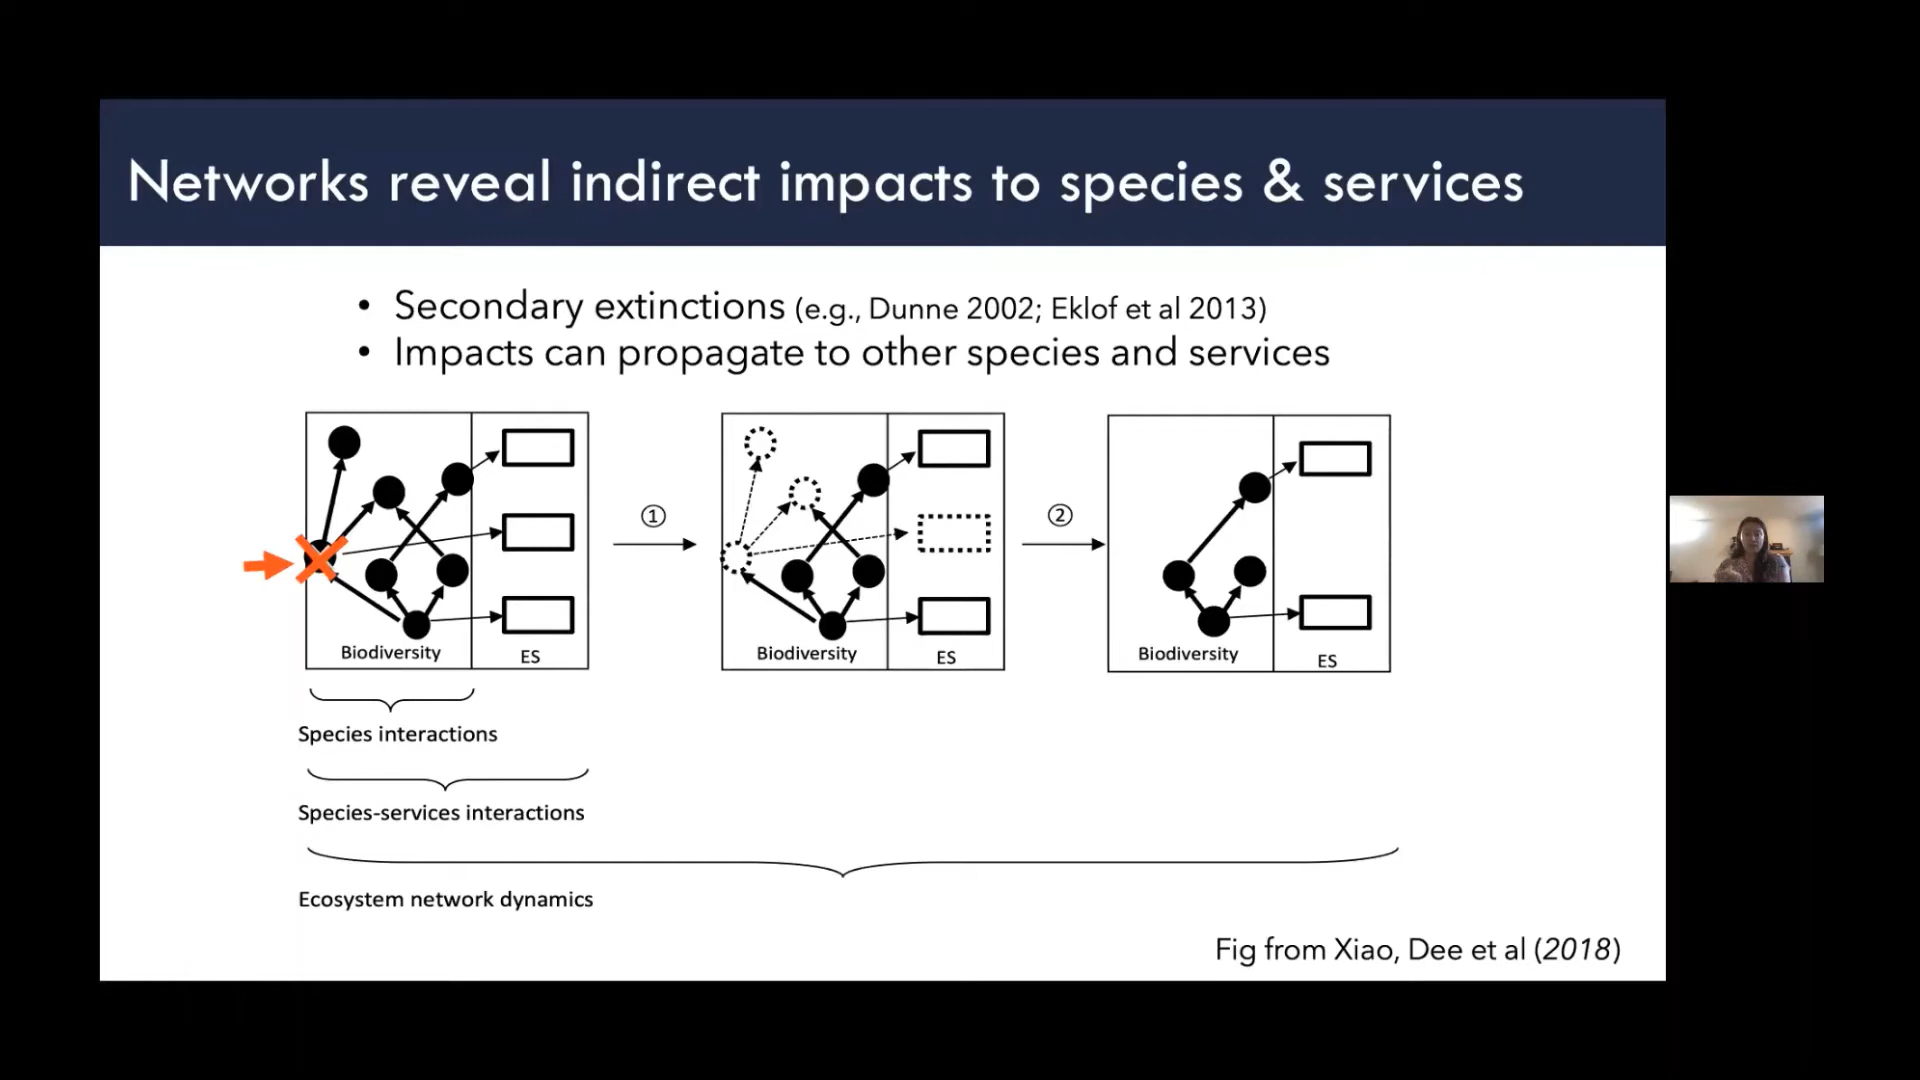 Networks reveal indirect impacts to species & services
• Secondary extinctions (e.g., Dunne 2002; Eklof et al 2013)
• Impacts can propagate to other species and services
①
②
Biodiversity
ES
Biodiversity
ES
Biodiversity
ES
Species interactions
Species-services interactions
Ecosystem network dynamics
Fig from Xiao, Dee et al (2018)